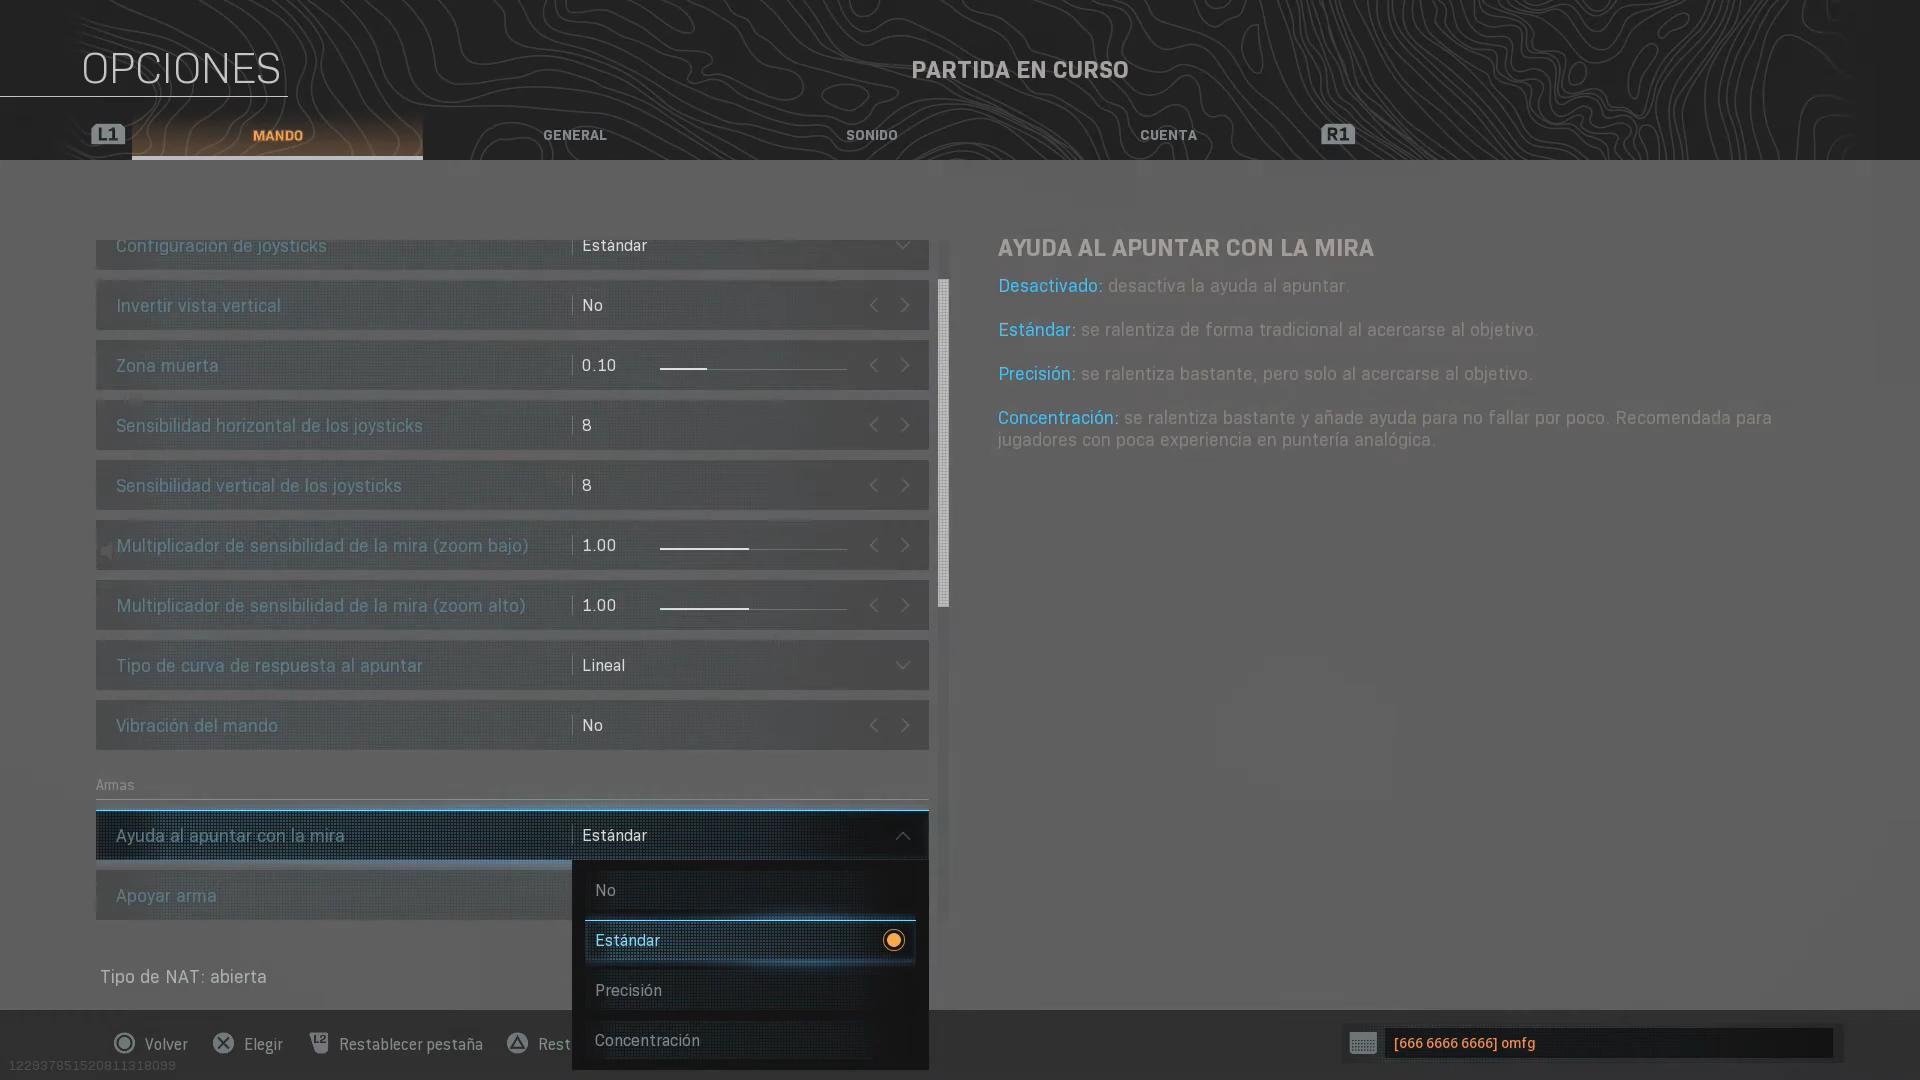 OPCIONES
PARTIDA EN CURSO
L1
MANDO
GENERAL
SONIDO
CUENTA
R1
Configuración de joysticks
Estándar
Invertir vista vertical
No
Zona muerta
0.10
Sensibilidad horizontal de los joysticks
8
Sensibilidad vertical de los joysticks
8
Multiplicador de sensibilidad de la mira (zoom bajo)
1.00
Multiplicador de sensibilidad de la mira (zoom alto)
1.00
Tipo de curva de respuesta al apuntar
Lineal
Vibración del mando
No
Armas
Ayuda al apuntar con la mira
Estándar
Apoyar arma
No
Estándar
Precisión
Concentración
AYUDA AL APUNTAR CON LA MIRA
Desactivado: desactiva la ayuda al apuntar.
Estándar: se ralentiza de forma tradicional al acercarse al objetivo.
Precisión: se ralentiza bastante, pero solo al acercarse al objetivo.
Concentración: se ralentiza bastante y añade ayuda para no fallar por poco. Recomendada para
jugadores con poca experiencia en puntería analógica.
Tipo de NAT: abierta
Volver
Elegir
L2
Restablecer pestaña
Rest
[666 6666 6666] omfg
122937851520811318099